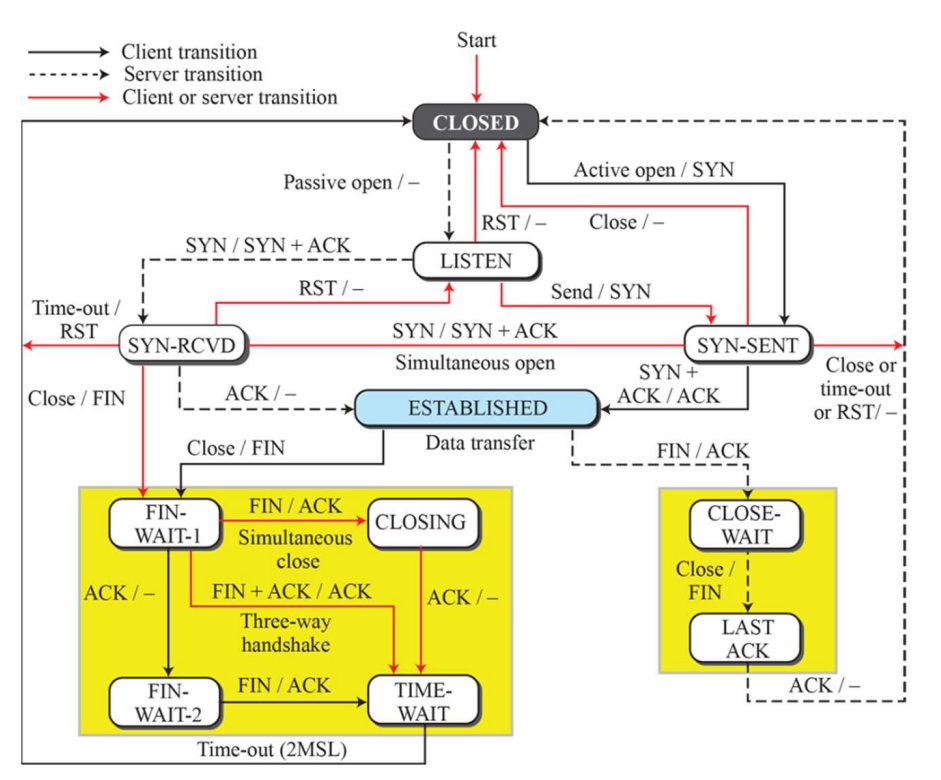 Start
Client transition
Server transition
Client or server transition
CLOSED
Active open / SYN
Passive open / –
RST / –
Close / –
SYN / SYN + ACK
LISTEN
RST / –
Send / SYN
Time-out /
RST
SYN / SYN + ACK
SYN-RCVD
SYN-SENT
Simultaneous open
Close or
time-out
or RST/ –
SYN +
ACK / ACK
Close / FIN
ACK / –
ESTABLISHED
Data transfer
Close / FIN
FIN / ACK
FIN-
WAIT-1
FIN / ACK
CLOSING
Simultaneous
close
CLOSE-
WAIT
Close /
FIN
ACK / –
FIN + ACK / ACK
ACK / –
Three-way
handshake
LAST
ACK
FIN-
WAIT-2
FIN / ACK
TIME-
WAIT
ACK / –
Time-out (2MSL)